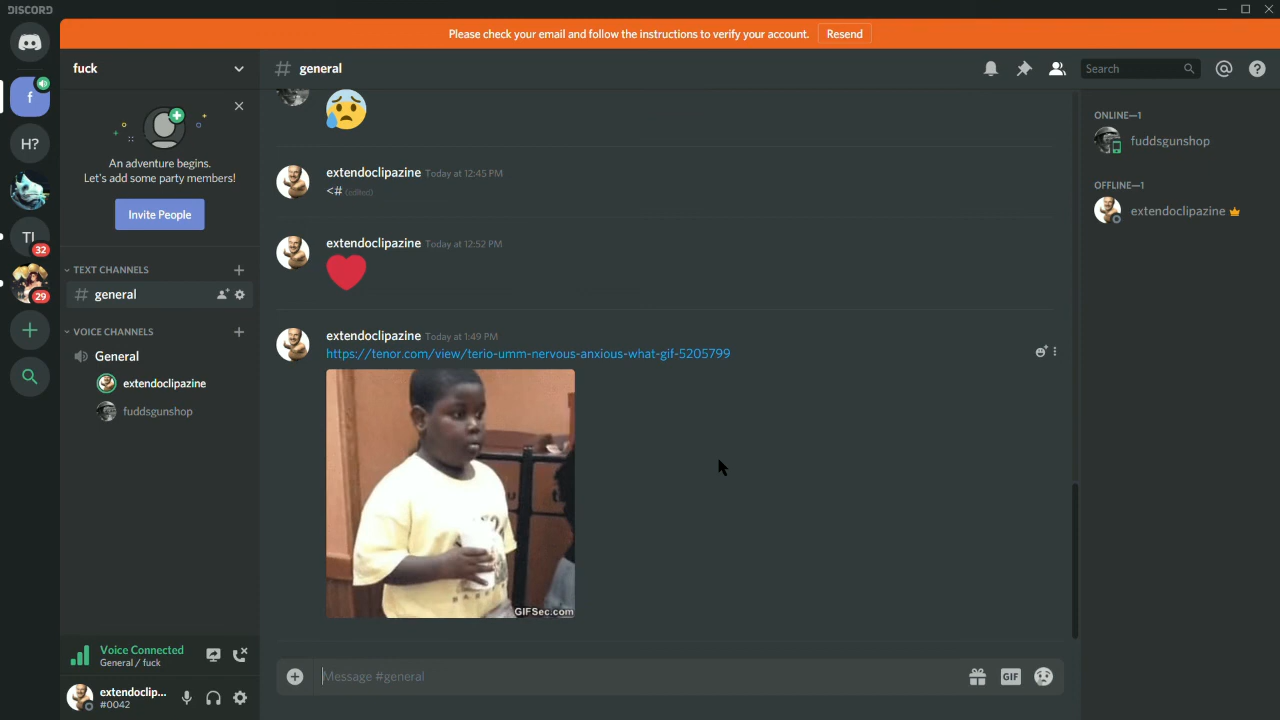 DISCORD
Please check your email and follow the instructions to verify your account.
Resend
fuck
general
Search
f
An adventure begins.
Let's add some party members!
Invite People
H?
TI
32
29
TEXT CHANNELS
general
VOICE CHANNELS
General
extendoclipazine
fuddsgunshop
extendoclipazine Today at 12:45 PM
<# (edited)
extendoclipazine Today at 12:52 PM
extendoclipazine Today at 1:49 PM
https://tenor.com/view/terio-umm-nervous-anxious-what-gif-5205799
GIFSec.com
ONLINE—1
fuddsgunshop
OFFLINE—1
extendoclipazine
Voice Connected
General / fuck
extendoclip...
#0042
Message #general
GIF